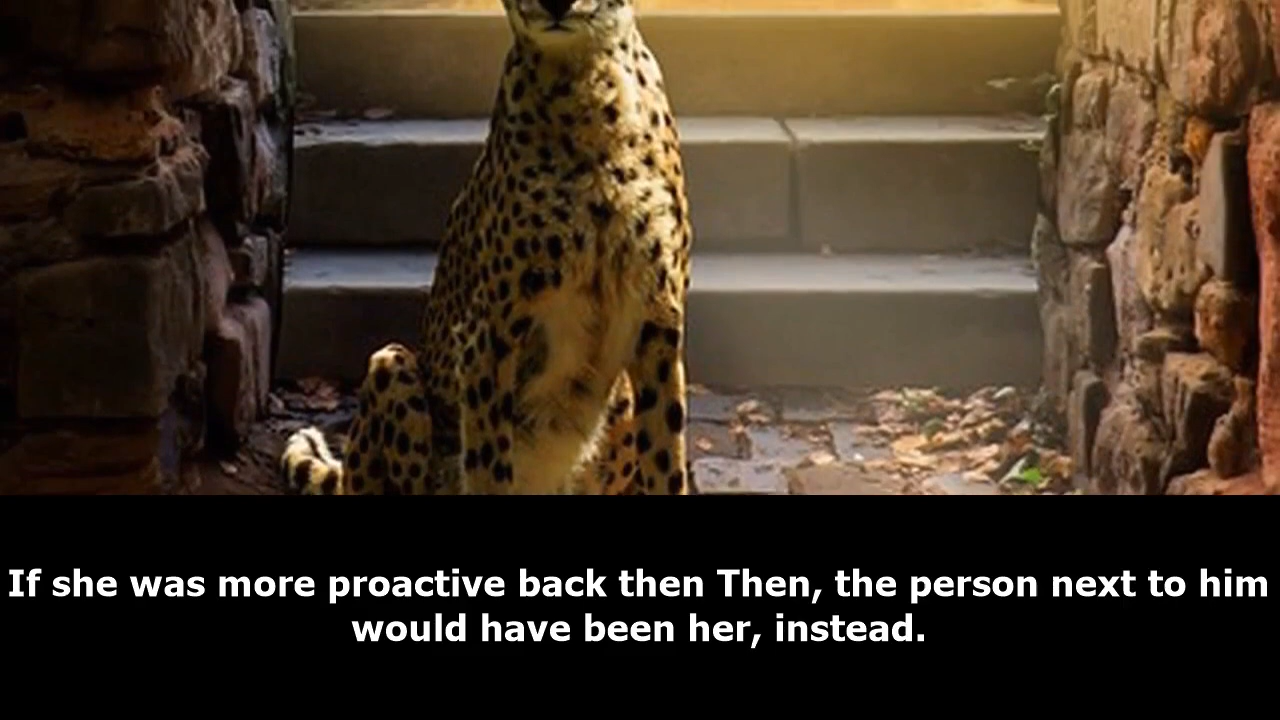 If she was more proactive back then Then, the person next to him
would have been her, instead.